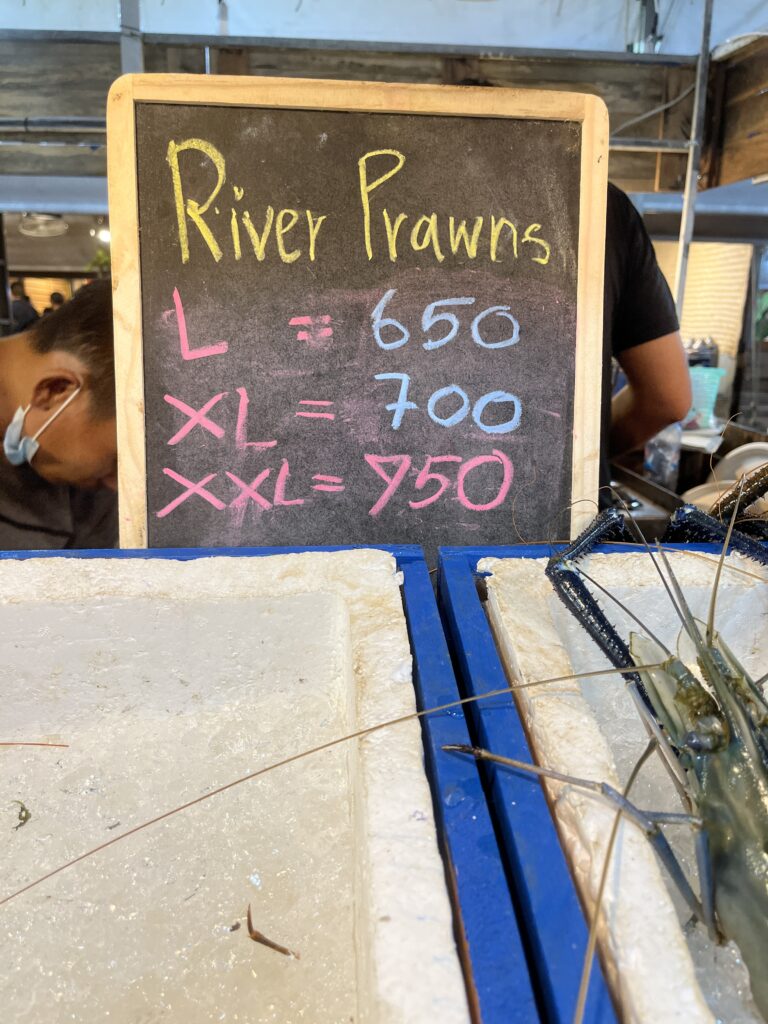 River Prawns
L = 650
XL = 700
XXL = 750